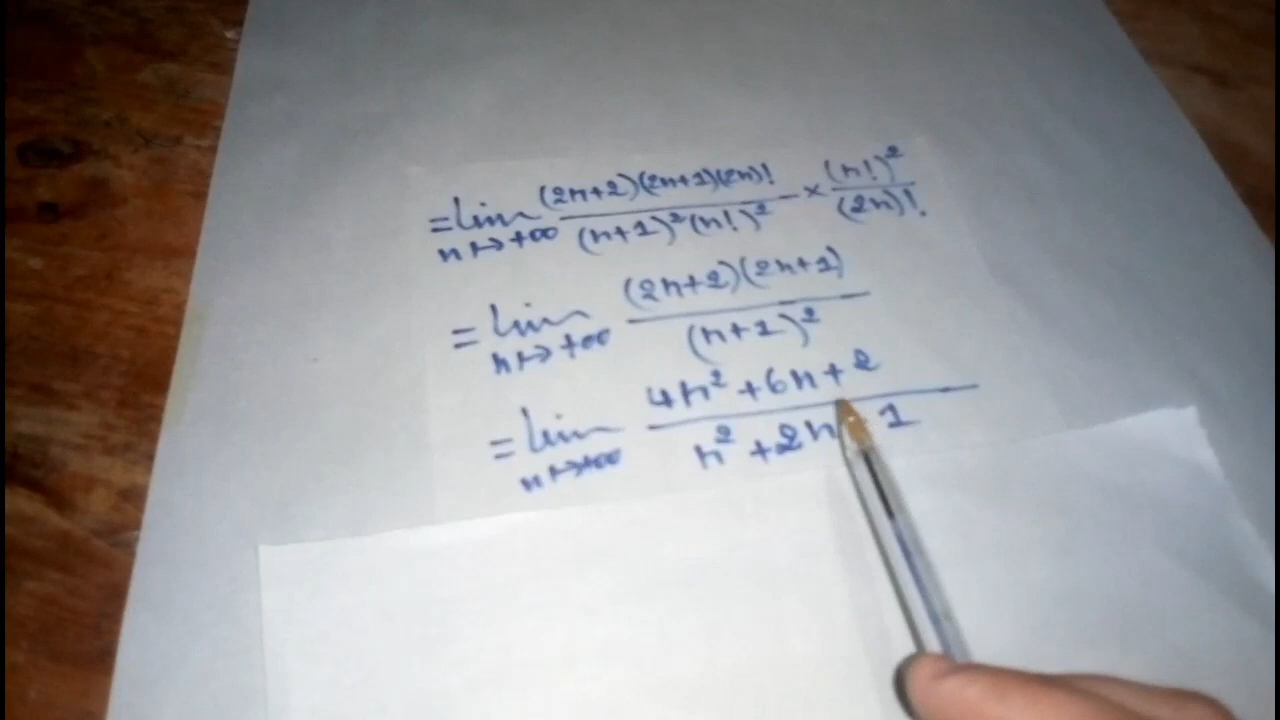 =lim n↦+∞ (2n+2)(2n+1)(2n)! / (n+1)²(n!)² × (n!)² / (2n)!.
=lim n↦+∞ (2n+2)(2n+1) / (n+1)²
=lim n↦+∞ 4n²+6n+2 / n²+2n 1